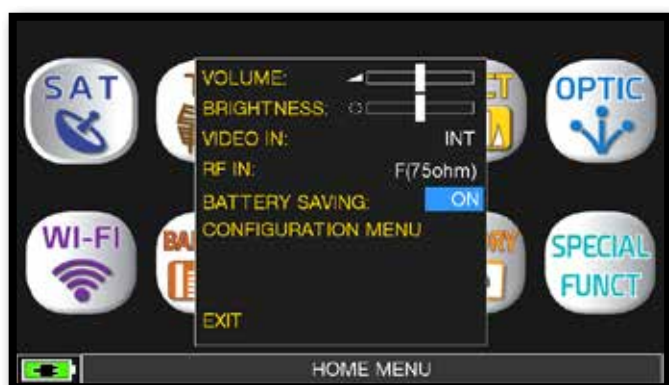 SAT
OPTIC
VOLUME:
BRIGHTNESS:
VIDEO IN: INT
RF IN: F(75ohm)
BATTERY SAVING: ON
CONFIGURATION MENU
EXIT
WI-FI
SPECIAL
FUNCT
HOME MENU